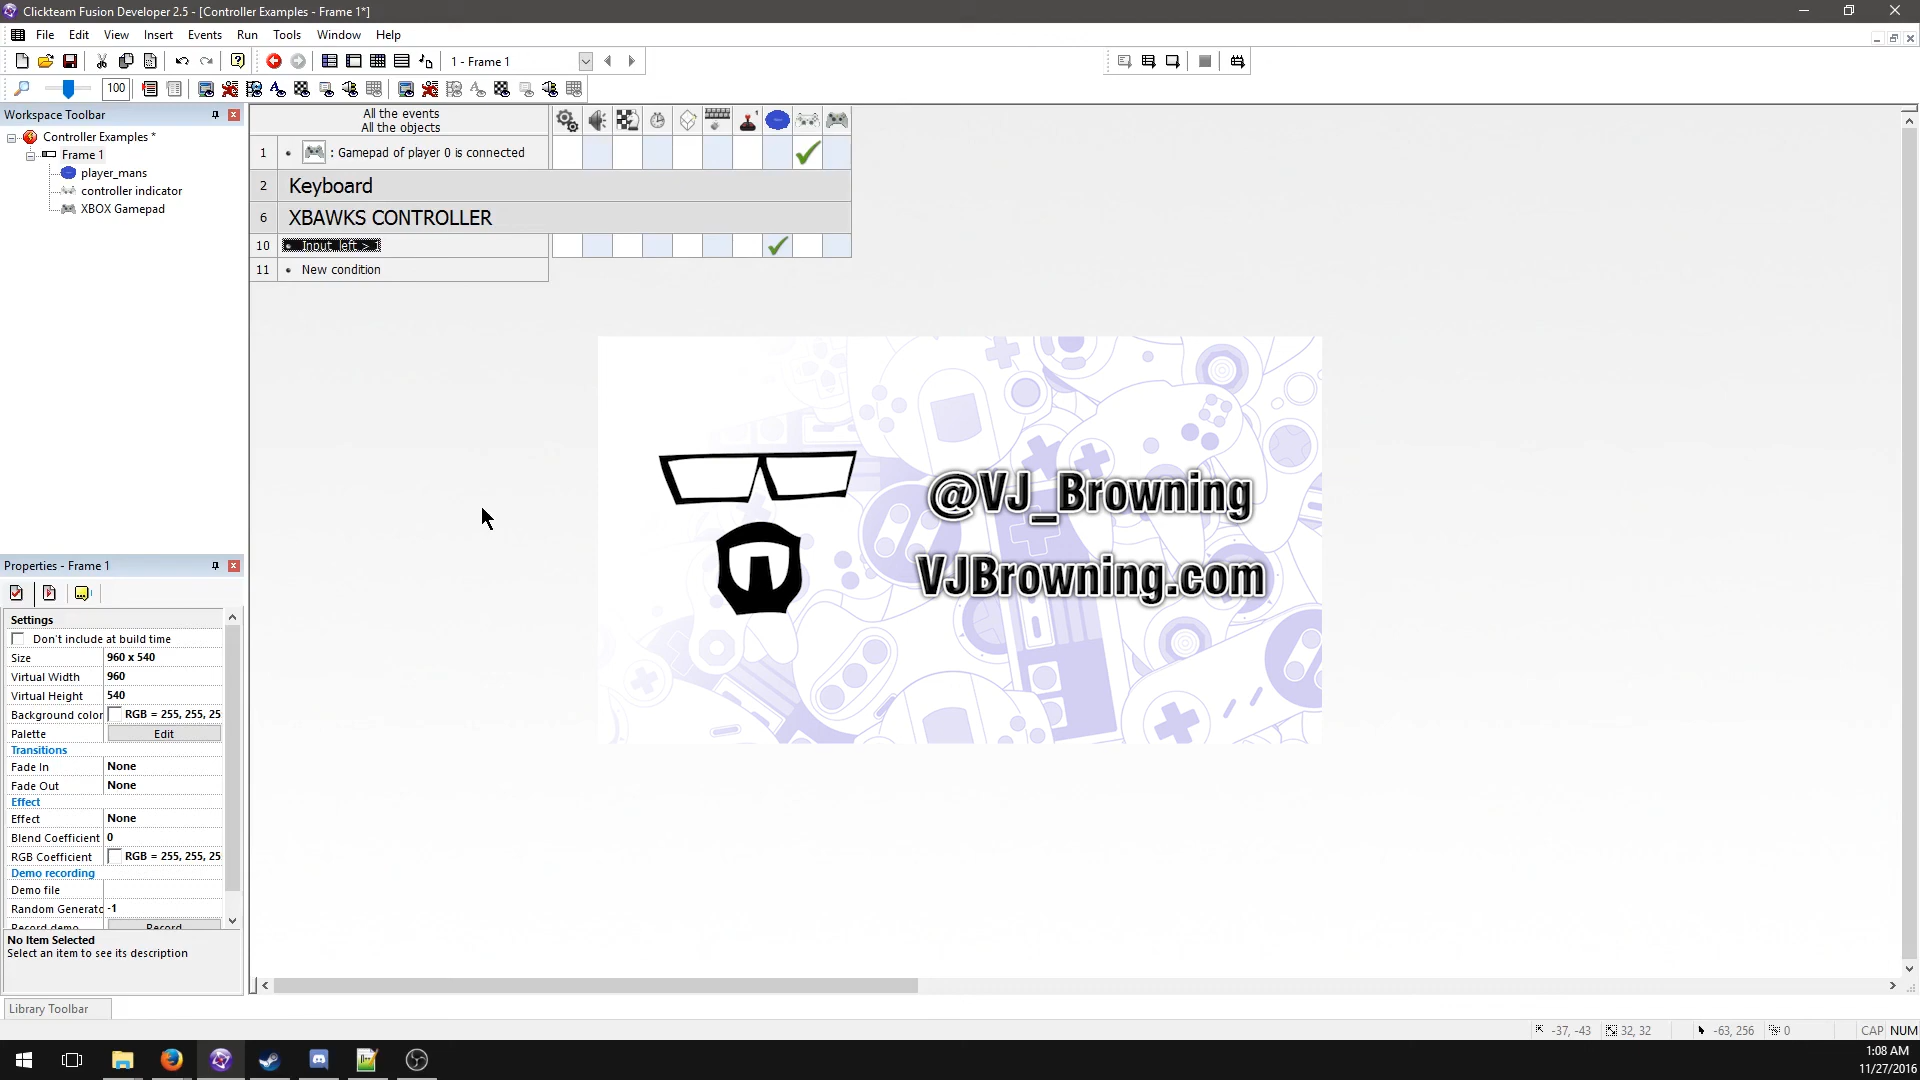 Clickteam Fusion Developer 2.5 - [Controller Examples - Frame 1*]
File Edit View Insert Events Run Tools Window Help
1 - Frame 1
100
Workspace Toolbar
Controller Examples *
Frame 1
player_mans
controller indicator
XBOX Gamepad
All the events
All the objects
1 : Gamepad of player 0 is connected
2 Keyboard
6 XBAWKS CONTROLLER
10 Input_left > 1
11 New condition
@VJ_Browning
VJBrowning.com
Properties - Frame 1
Settings
Don't include at build time
Size 960 x 540
Virtual Width 960
Virtual Height 540
Background color RGB = 255, 255, 25
Palette Edit
Transitions
Fade In None
Fade Out None
Effect
Effect None
Blend Coefficient 0
RGB Coefficient RGB = 255, 255, 25
Demo recording
Demo file
Random Generato -1
Record demo Record
No Item Selected
Select an item to see its description
Library Toolbar
-37, -43 32, 32 -63, 256 0 CAP NUM
1:08 AM
11/27/2016